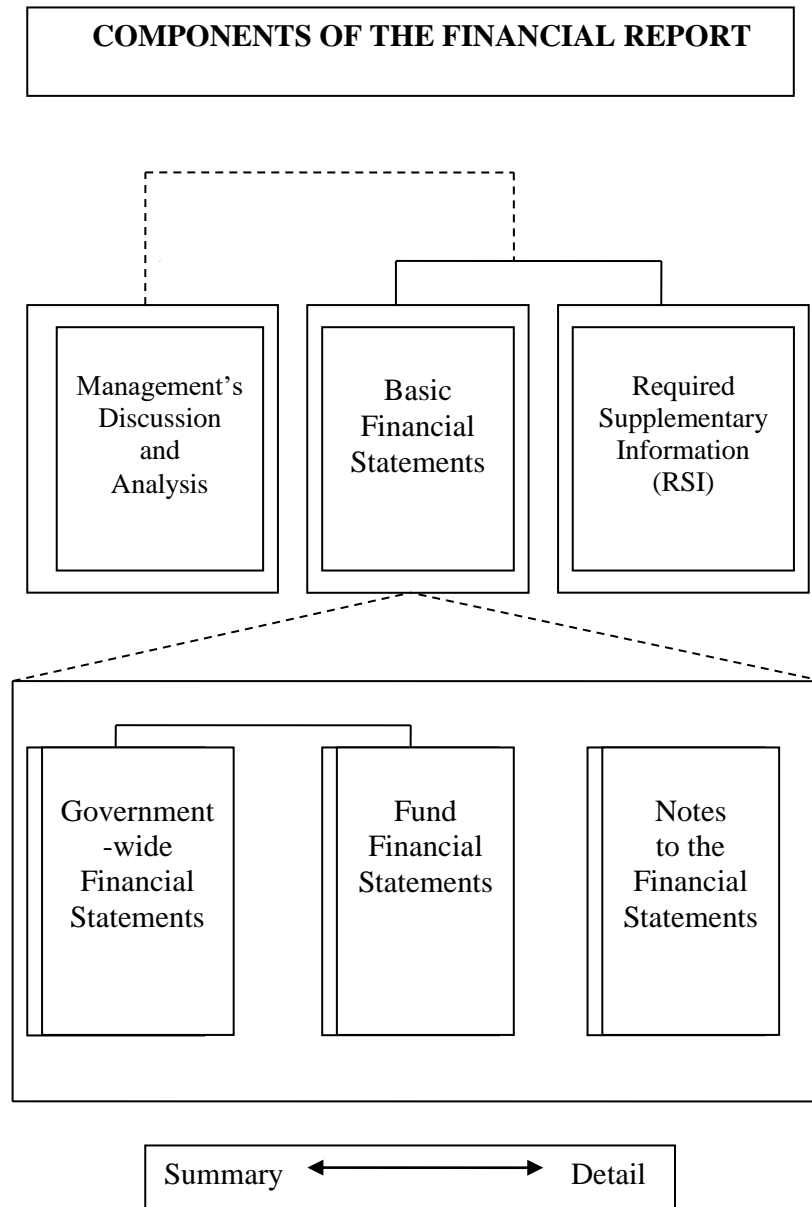 COMPONENTS OF THE FINANCIAL REPORT
Management’s
Discussion
and
Analysis
Basic
Financial
Statements
Required
Supplementary
Information
(RSI)
Government
-wide
Financial
Statements
Fund
Financial
Statements
Notes
to the
Financial
Statements
Summary Detail